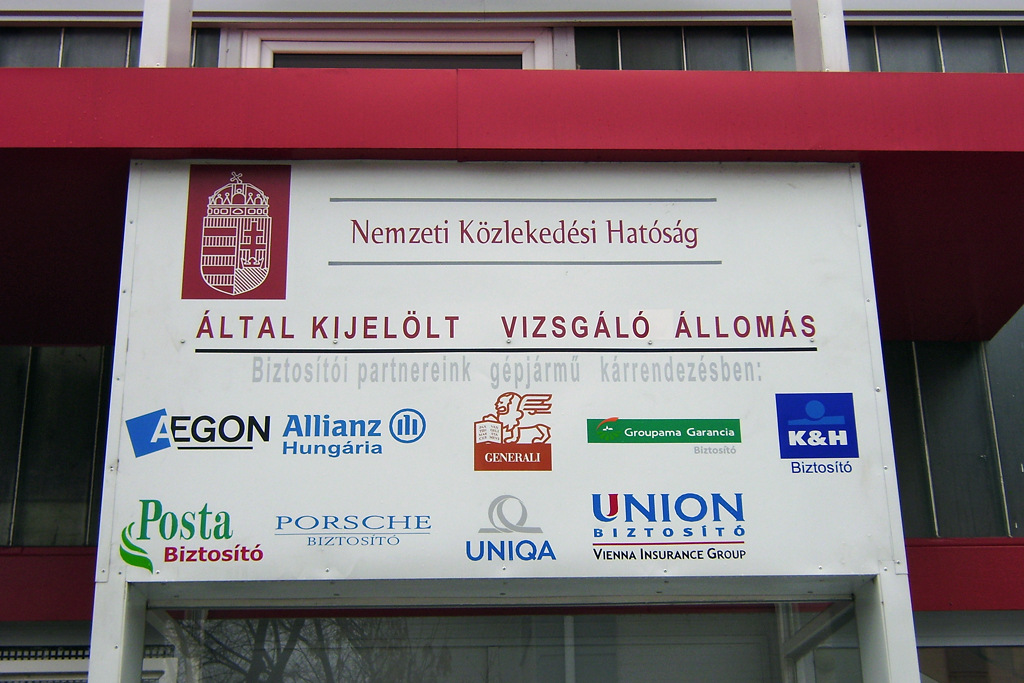 Nemzeti Közlekedési Hatóság
ÁLTAL KIJELÖLT VIZSGÁLÓ ÁLLOMÁS
Biztosítói partnereink gépjármű kárrendezésben:
AEGON
Allianz
Hungária
GENERALI
Groupama Garancia
Biztosító
K&H
Biztosító
Posta
Biztosító
PORSCHE
BIZTOSÍTÓ
UNIQA
UNION
BIZTOSÍTÓ
VIENNA INSURANCE GROUP